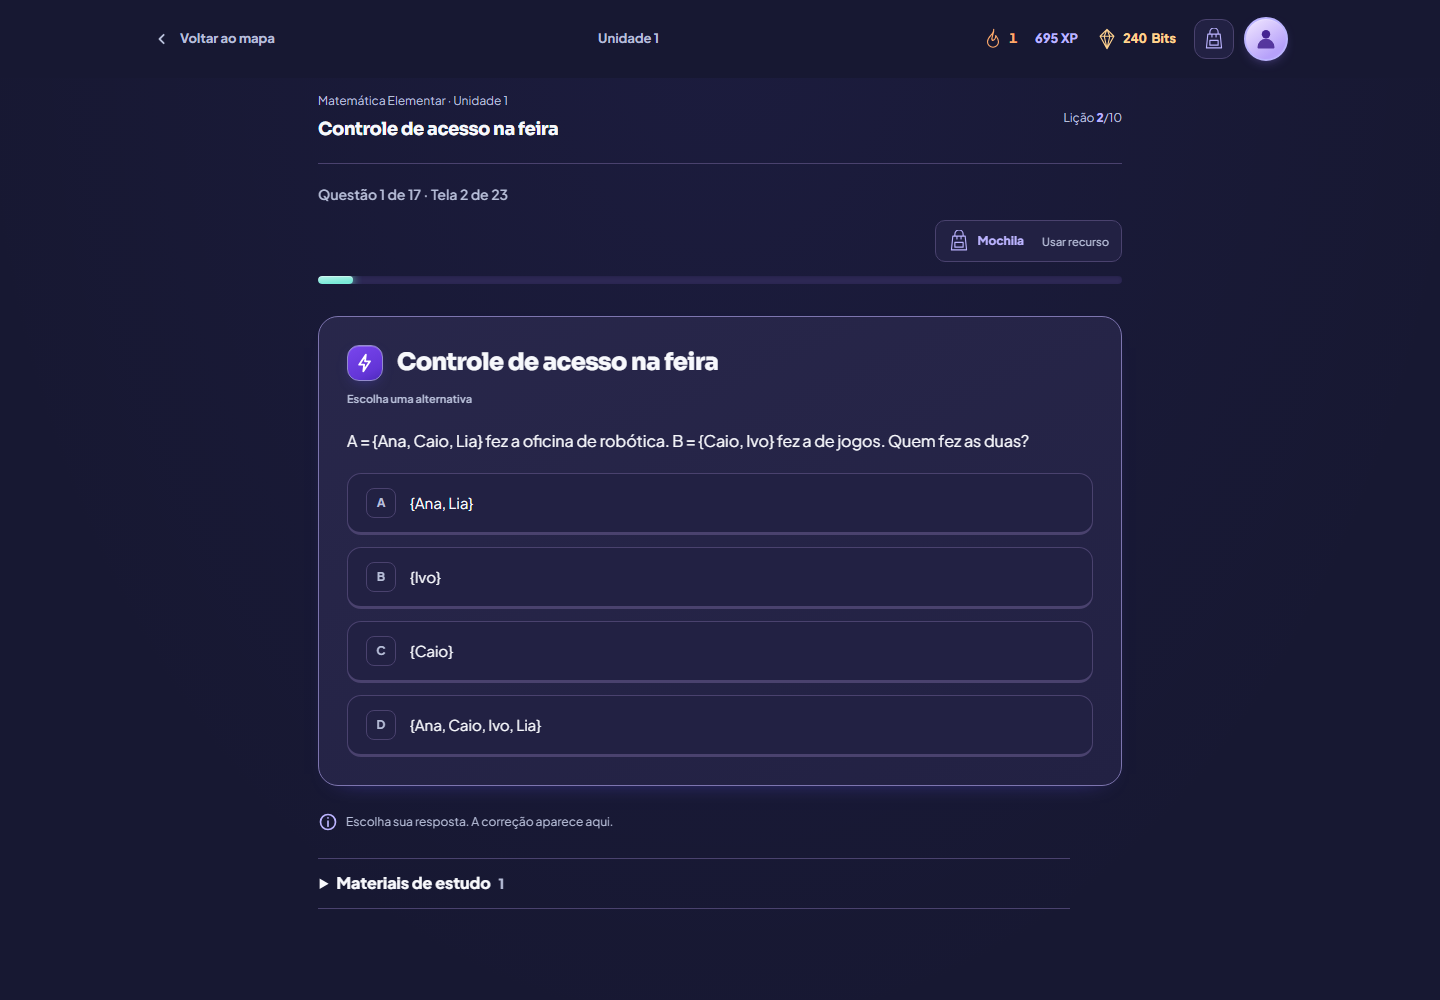 Voltar ao mapa
Unidade 1
1
695 XP
240 Bits
Matemática Elementar · Unidade 1
Controle de acesso na feira
Lição 2/10
Questão 1 de 17 · Tela 2 de 23
Mochila
Usar recurso
Controle de acesso na feira
Escolha uma alternativa
A = {Ana, Caio, Lia} fez a oficina de robótica. B = {Caio, Ivo} fez a de jogos. Quem fez as duas?
A
{Ana, Lia}
B
{Ivo}
C
{Caio}
D
{Ana, Caio, Ivo, Lia}
Escolha sua resposta. A correção aparece aqui.
Materiais de estudo 1